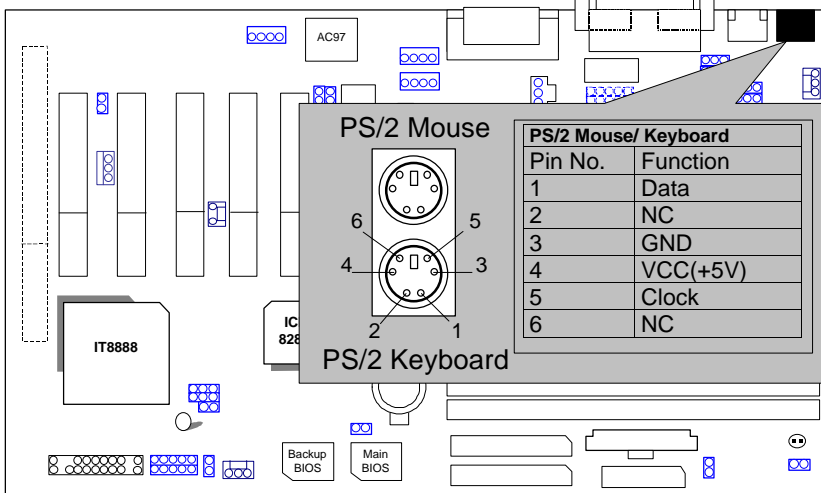 AC97
PS/2 Mouse
6
5
4
3
2
1
PS/2 Keyboard
PS/2 Mouse/ Keyboard
Pin No. Function
1 Data
2 NC
3 GND
4 VCC(+5V)
5 Clock
6 NC
IT8888
IC
828
Backup
BIOS
Main
BIOS